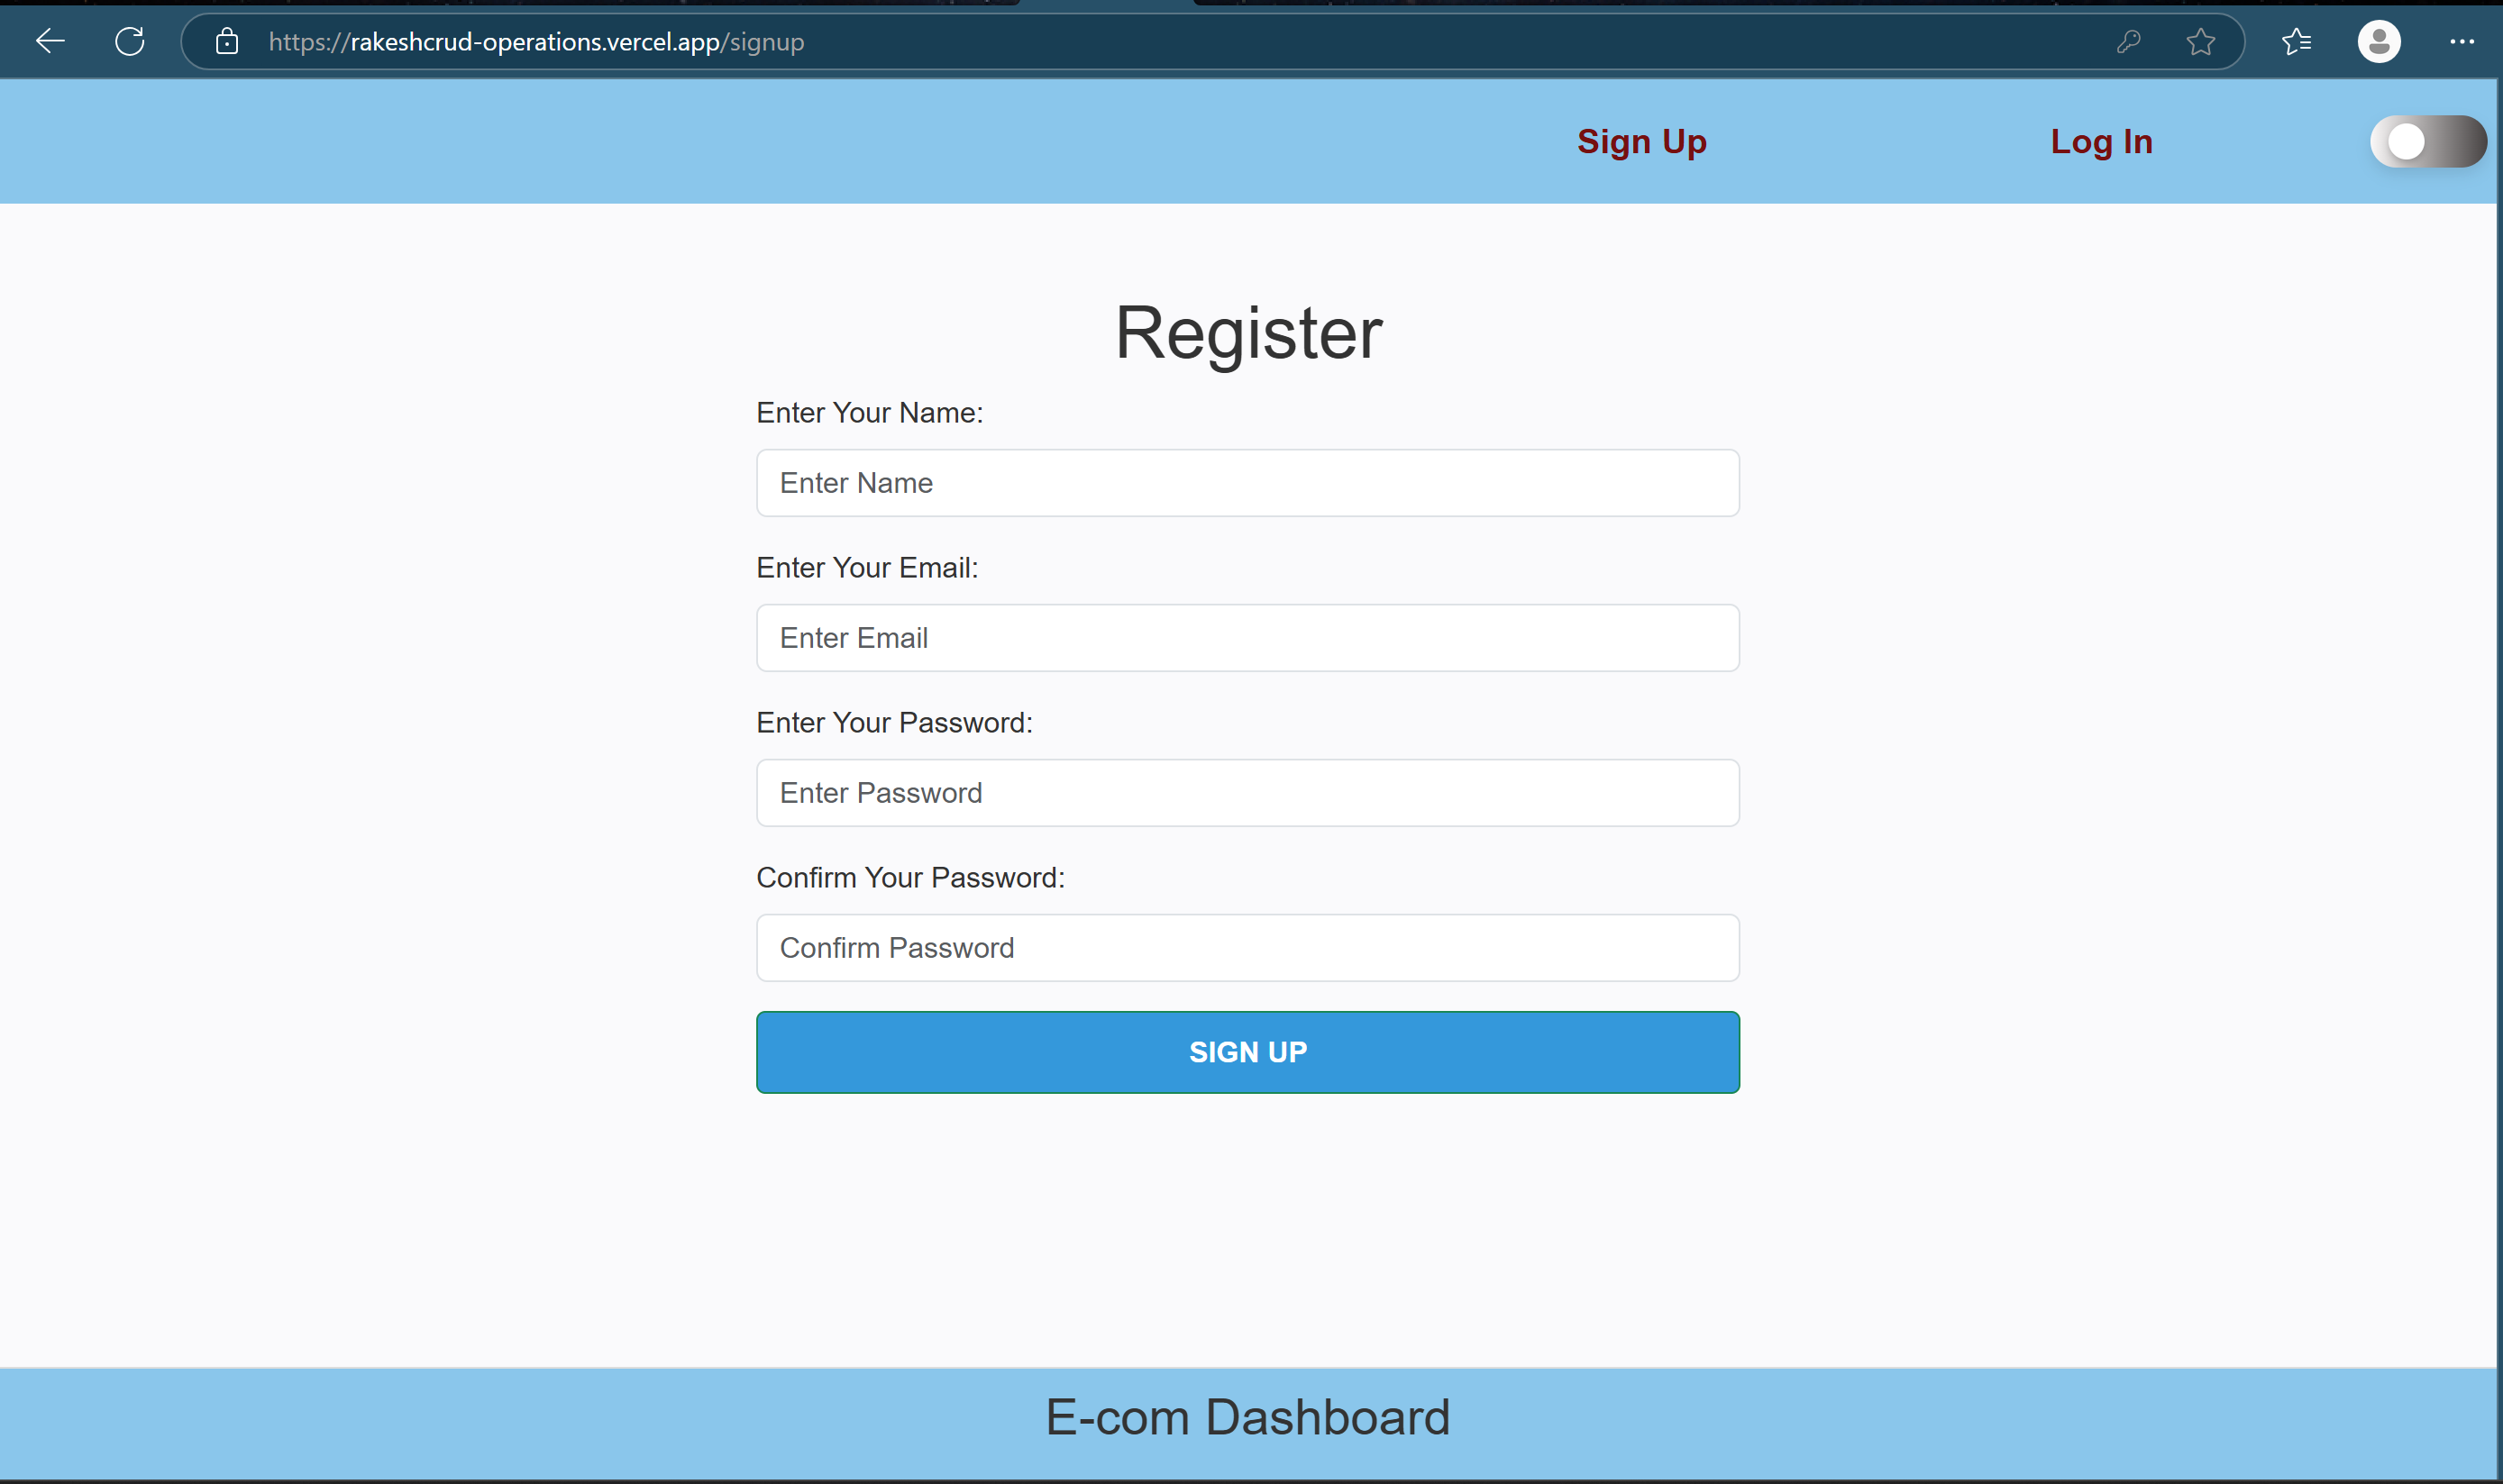 https://rakeshcrud-operations.vercel.app/signup
Sign Up Log In
Register
Enter Your Name:
Enter Name
Enter Your Email:
Enter Email
Enter Your Password:
Enter Password
Confirm Your Password:
Confirm Password
SIGN UP
E-com Dashboard